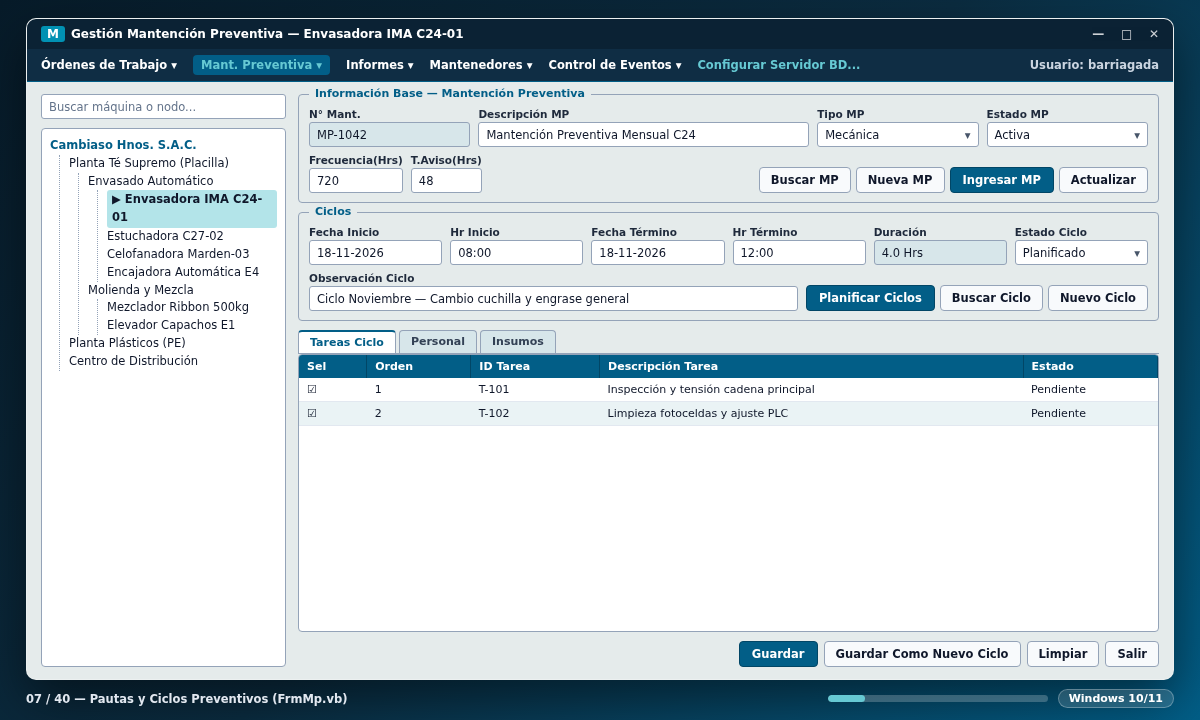 M Gestión Mantención Preventiva — Envasadora IMA C24-01 — □ ✕
Órdenes de Trabajo ▾ Mant. Preventiva ▾ Informes ▾ Mantenedores ▾ Control de Eventos ▾ Configurar Servidor BD... Usuario: barriagada
Buscar máquina o nodo...
Cambiaso Hnos. S.A.C.
Planta Té Supremo (Placilla)
Envasado Automático
▶ Envasadora IMA C24-
01
Estuchadora C27-02
Celofanadora Marden-03
Encajadora Automática E4
Molienda y Mezcla
Mezclador Ribbon 500kg
Elevador Capachos E1
Planta Plásticos (PE)
Centro de Distribución
Información Base — Mantención Preventiva
N° Mant. Descripción MP Tipo MP Estado MP
MP-1042 Mantención Preventiva Mensual C24 Mecánica ▾ Activa ▾
Frecuencia(Hrs) T.Aviso(Hrs)
720 48 Buscar MP Nueva MP Ingresar MP Actualizar
Ciclos
Fecha Inicio Hr Inicio Fecha Término Hr Término Duración Estado Ciclo
18-11-2026 08:00 18-11-2026 12:00 4.0 Hrs Planificado ▾
Observación Ciclo
Ciclo Noviembre — Cambio cuchilla y engrase general Planificar Ciclos Buscar Ciclo Nuevo Ciclo
Tareas Ciclo Personal Insumos
Sel Orden ID Tarea Descripción Tarea Estado
☑ 1 T-101 Inspección y tensión cadena principal Pendiente
☑ 2 T-102 Limpieza fotoceldas y ajuste PLC Pendiente
Guardar Guardar Como Nuevo Ciclo Limpiar Salir
07 / 40 — Pautas y Ciclos Preventivos (FrmMp.vb) Windows 10/11